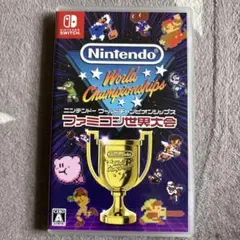 NINTENDO
SWITCH
Nintendo
World
Championships
ニンテンドー ワールドチャンピオンシップス
ファミコン世界大会
Nintendo
A